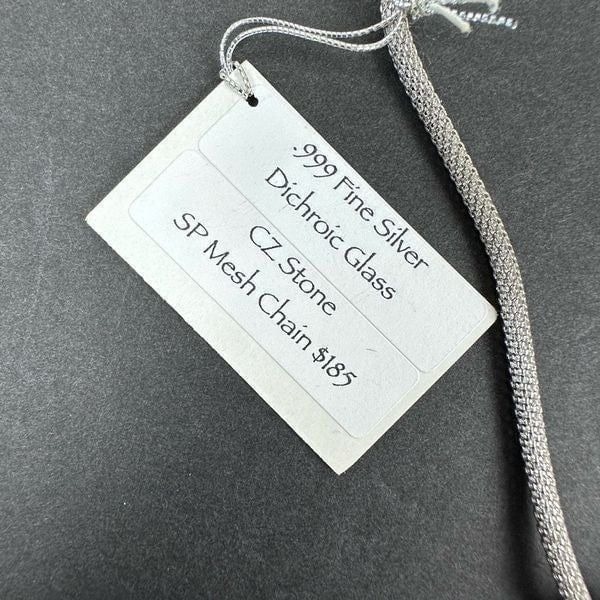 .999 Fine Silver
Dichroic Glass
CZ Stone
SP Mesh Chain $185